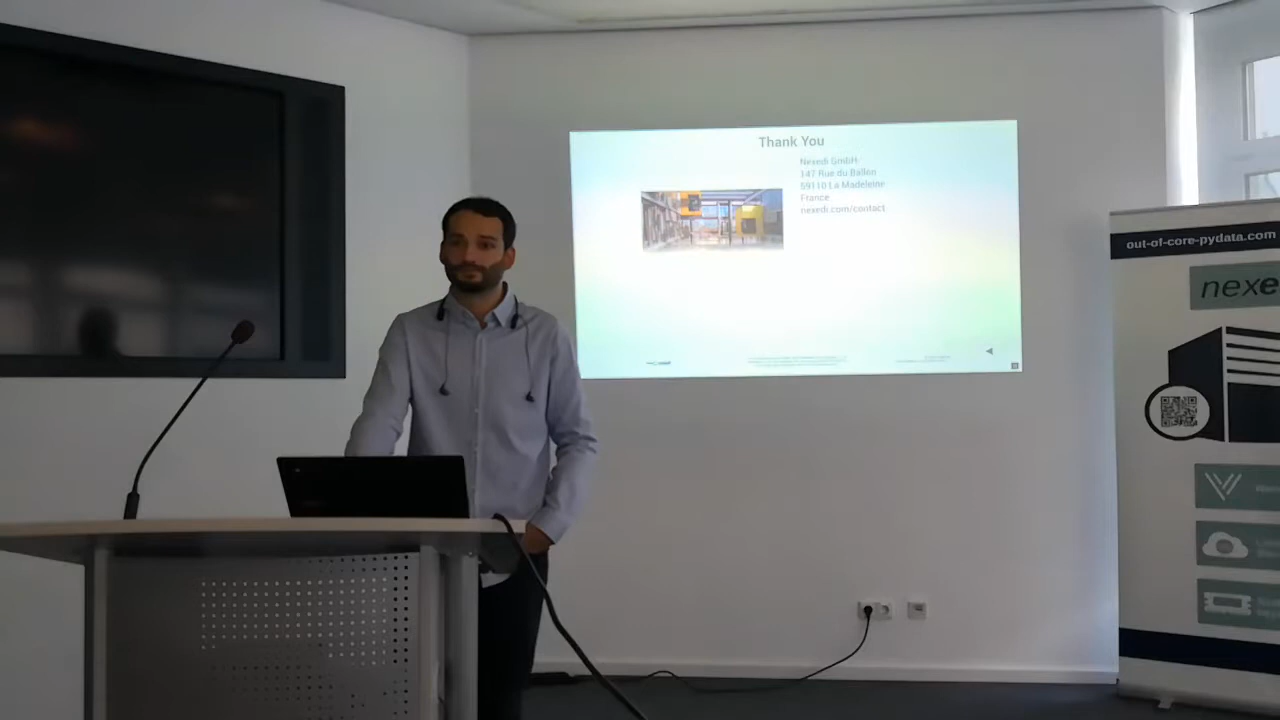 Thank You
Nexedi GmbH
147 Rue du Ballon
59110 La Madeleine
France
nexedi.com/contact
out-of-core-pydata.com
nexe